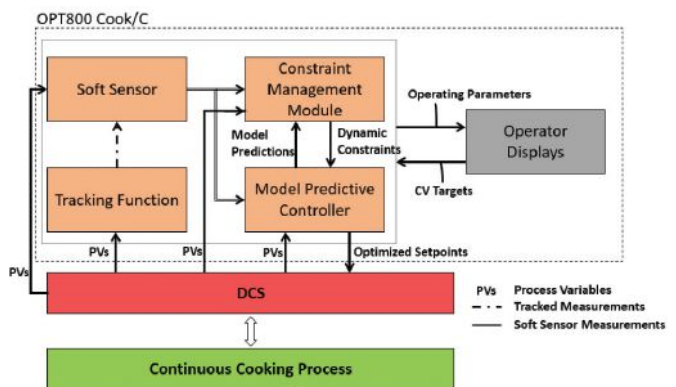 OPT800 Cook/C
Soft Sensor
Constraint
Management
Module
Operating Parameters
Operator
Displays
Model
Predictions
Dynamic
Constraints
CV Targets
Tracking Function
Model Predictive
Controller
PVs
PVs
PVs
PVs
Optimized Setpoints
DCS
PVs Process Variables
Tracked Measurements
Soft Sensor Measurements
Continuous Cooking Process